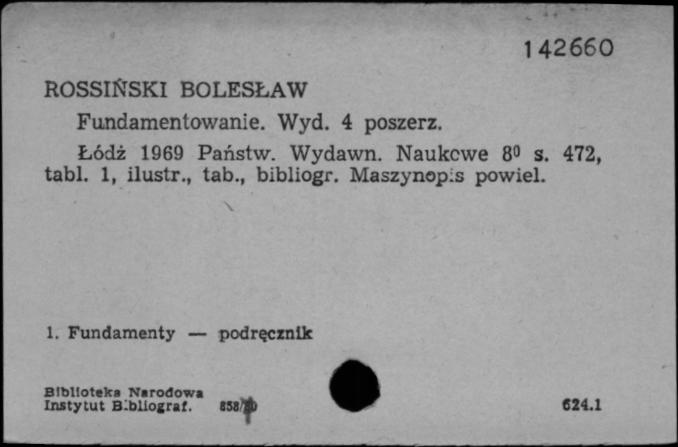 142660
ROSSIŃSKI BOLESŁAW
Fundamentowanie. Wyd. 4 poszerz.
Łódź 1969 Państw. Wydawn. Naukowe 8⁰ s. 472,
tabl. 1, ilustr., tab., bibliogr. Maszynopis powiel.
1. Fundamenty — podręcznik
Biblioteka Narodowa
Instytut Bibliograf. 858/
624.1